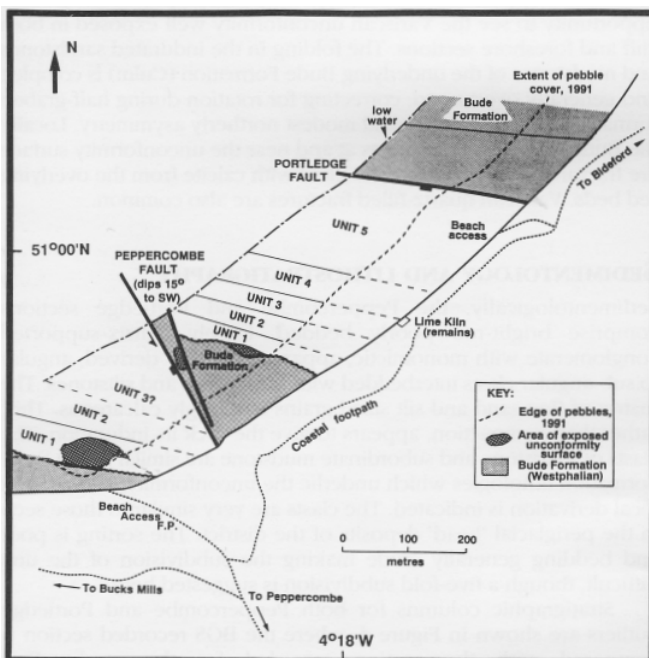 N
Extent of pebble
cover, 1991
Bude
Formation
water
PORTLEDGE
FAULT
To Bideford
Beach
access
UNIT 5
51°00'N
PEPPERCOMBE
FAULT
(dips 15°
to SW)
UNIT 4
UNIT 3
UNIT 2
UNIT 1
Bude
Formation
Lime Kiln
(remains)
UNIT 3?
UNIT 2
UNIT 1
Coastal footpath
KEY:
Edge of pebbles,
1991
Area of exposed
unconformity
surface
Bude Formation
(Westphalian)
Beach
Access
F.P.
0 100 200
metres
To Bucks Mills
To Peppercombe
4°18'W